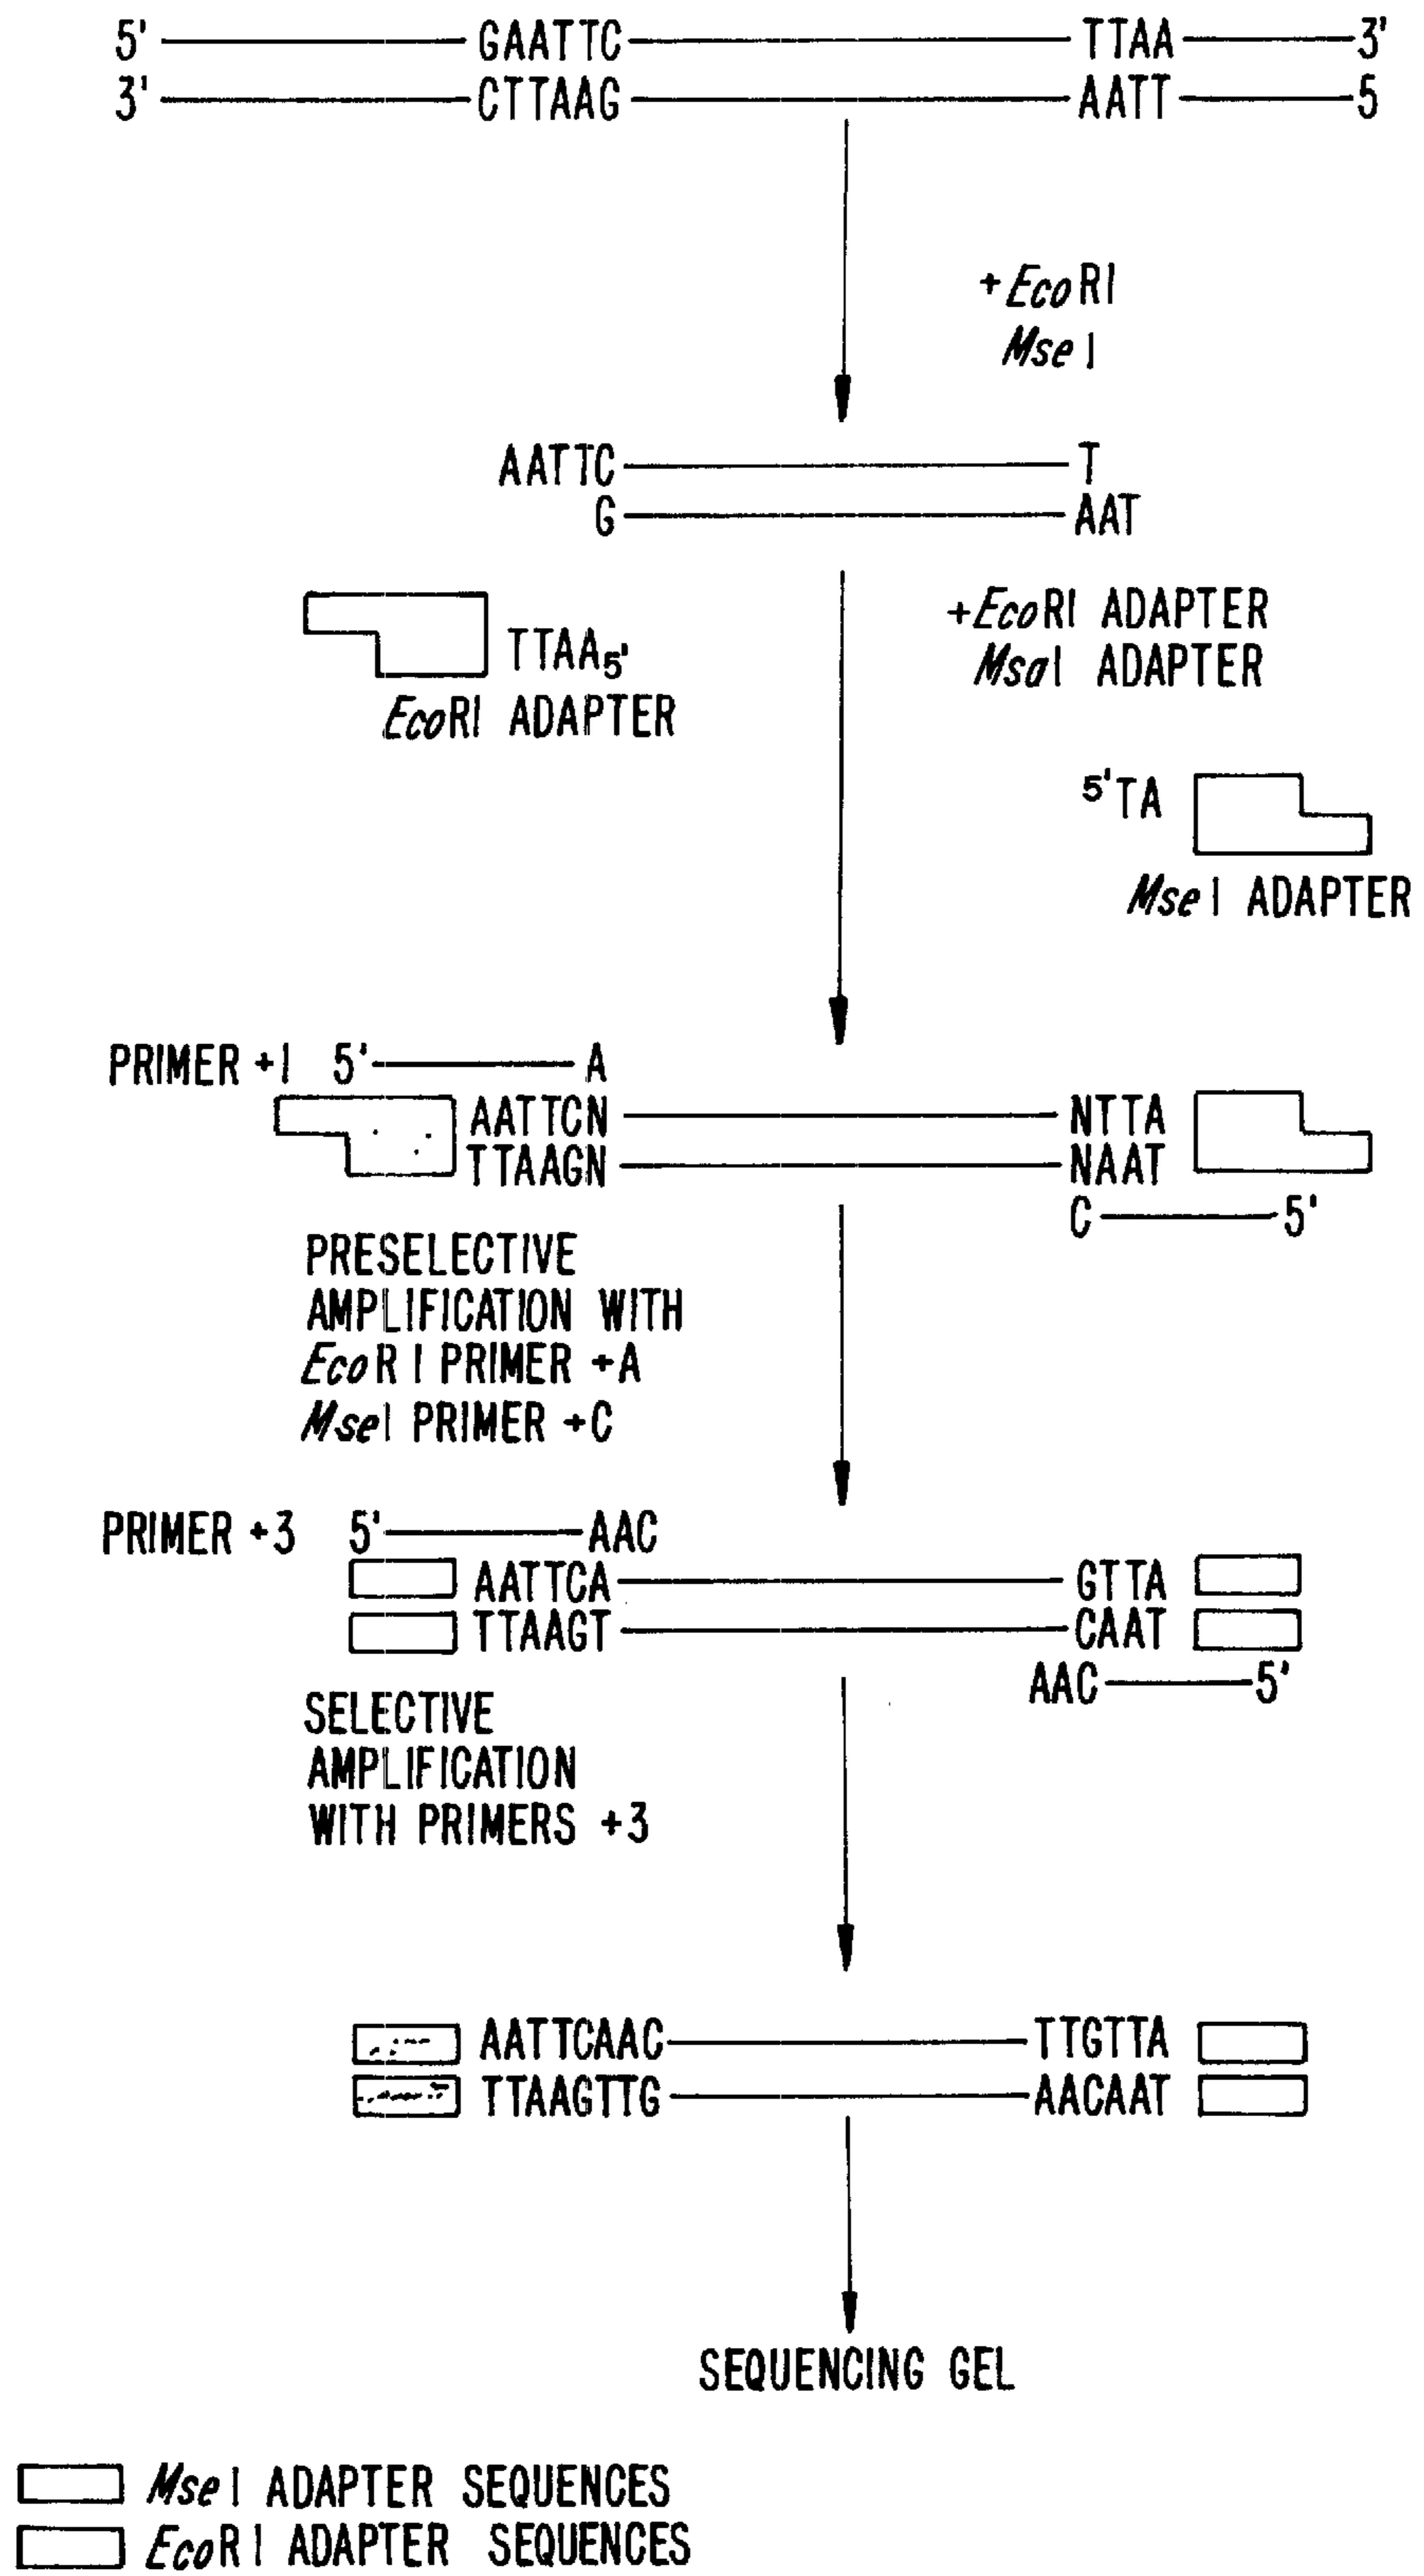 5' GAATTC TTAA 3'
3' CTTAAG AATT 5
+EcoRI
MseI
AATTC T
G AAT
+EcoRI ADAPTER
MsaI ADAPTER
TTAA5'
EcoRI ADAPTER
5'TA
MseI ADAPTER
PRIMER +1 5' A
AATTCN NTTA
TTAAGN NAAT
C 5'
PRESELECTIVE
AMPLIFICATION WITH
EcoRI PRIMER +A
MseI PRIMER +C
PRIMER +3 5' AAC
AATTCA GTTA
TTAAGT CAAT
AAC 5'
SELECTIVE
AMPLIFICATION
WITH PRIMERS +3
AATTCAAC TTGTTA
TTAAGTTG AACAAT
SEQUENCING GEL
MseI ADAPTER SEQUENCES
EcoRI ADAPTER SEQUENCES